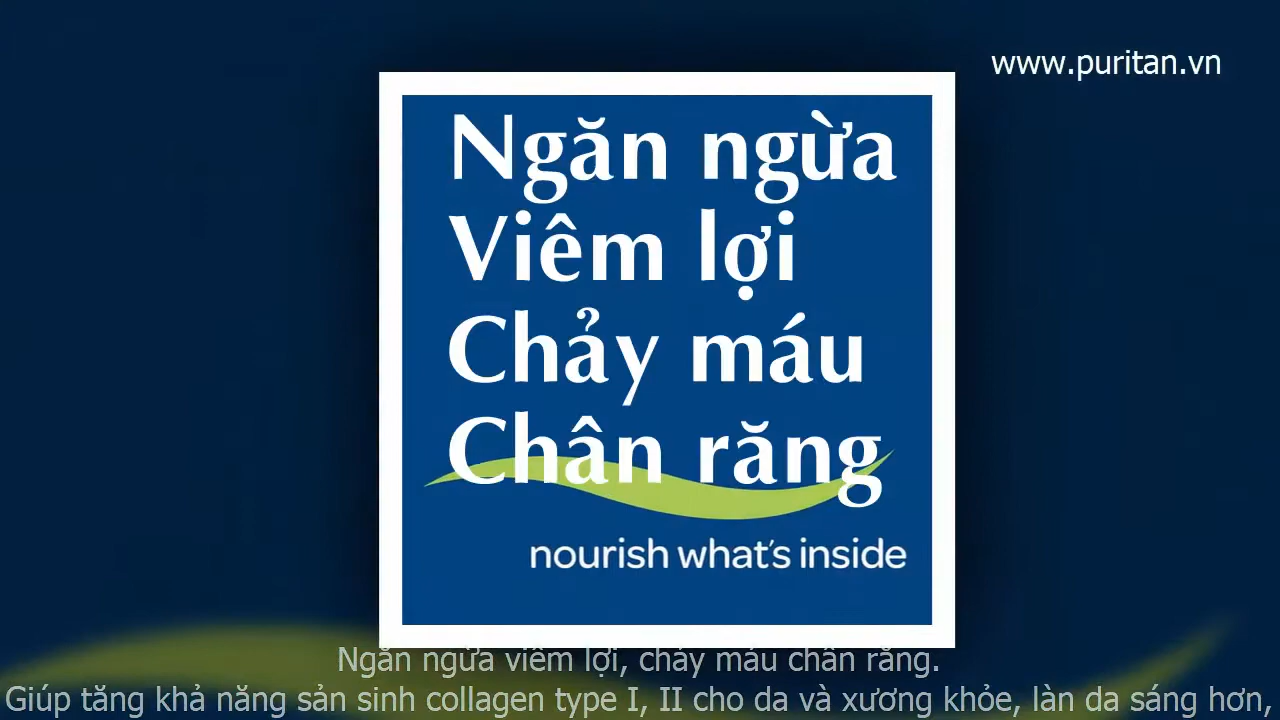 www.puritan.vn
Ngăn ngừa
Viêm lợi
Chảy máu
Chân răng
nourish what's inside
Ngăn ngừa viêm lợi, chảy máu chân răng.
Giúp tăng khả năng sản sinh collagen type I, II cho da và xương khỏe, làn da sáng hơn,